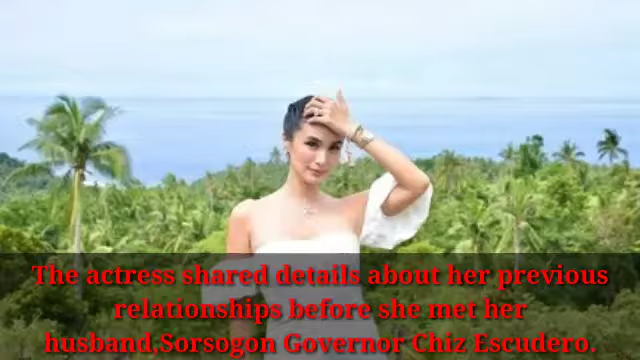 The actress shared details about her previous
relationships before she met her
husband,Sorsogon Governor Chiz Escudero.